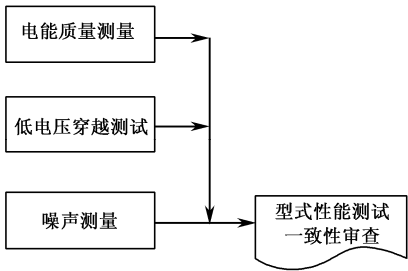 电能质量测量
低电压穿越测试
噪声测量
型式性能测试
一致性审查